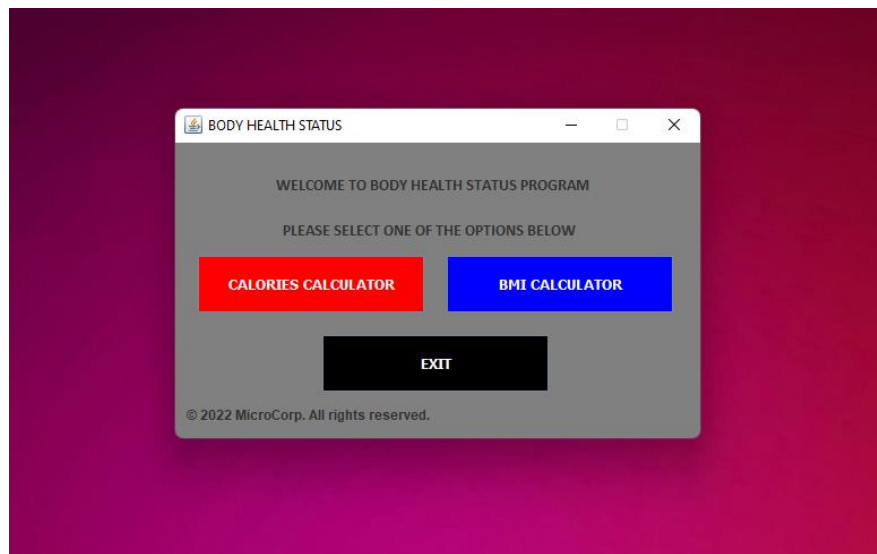 BODY HEALTH STATUS
WELCOME TO BODY HEALTH STATUS PROGRAM
PLEASE SELECT ONE OF THE OPTIONS BELOW
CALORIES CALCULATOR
BMI CALCULATOR
EXIT
© 2022 MicroCorp. All rights reserved.